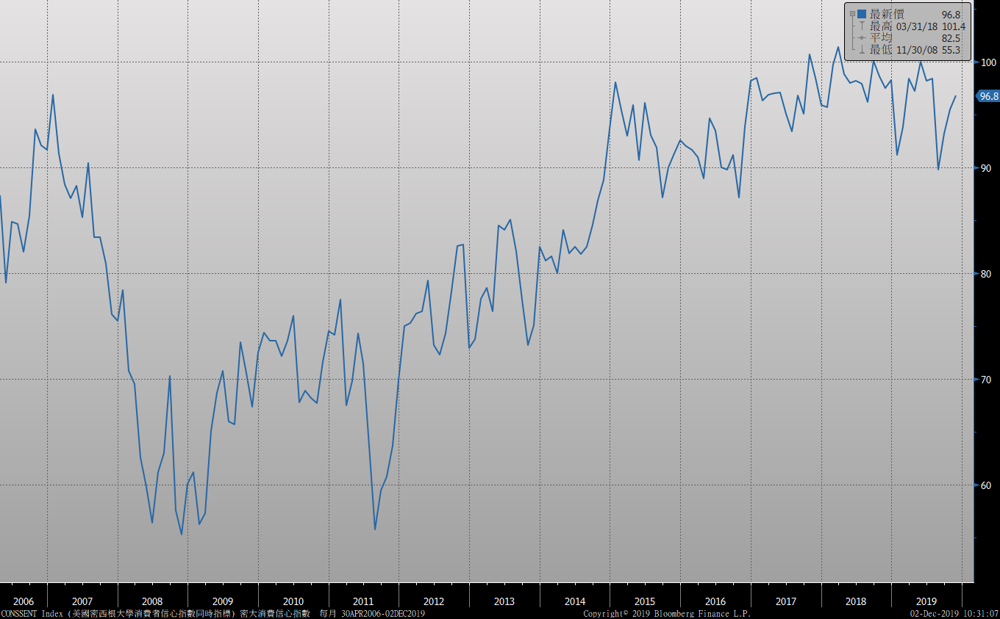 最新價 96.8
最高 03/31/18 101.4
平均 82.5
最低 11/30/08 55.3
100
96.8
90
80
70
60
2006 2007 2008 2009 2010 2011 2012 2013 2014 2015 2016 2017 2018 2019
CONSSENT Index (美國密西根大學消費者信心指數同時指標) 密大消費信心指數 每月 30APR2006-02DEC2019 Copyright© 2019 Bloomberg Finance L.P. 02-Dec-2019 10:31:07